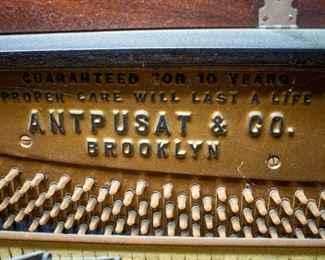 GUARANTEED FOR 10 YEARS
PROPER CARE WILL LAST A LIFE
ANTPUSAT & CO.
BROOKLYN